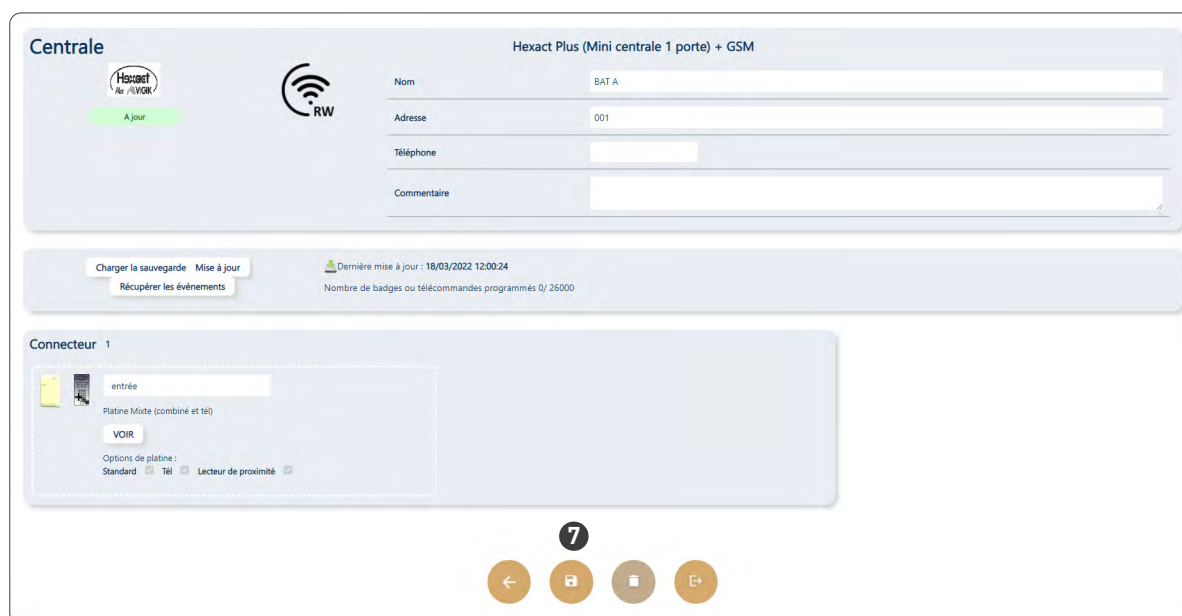 Centrale
Hexact Plus (Mini centrale 1 porte) + GSM
Hexact
Plus VIGIK
A jour
RW
Nom
BAT A
Adresse
001
Téléphone
Commentaire
Charger la sauvegarde Mise à jour
Récupérer les évènements
Dernière mise à jour : 18/03/2022 12:00:24
Nombre de badges ou télécommandes programmés 0/ 26000
Connecteur 1
entrée
Platine Mixte (combiné et tél)
VOIR
Options de platine :
Standard Tél Lecteur de proximité
7